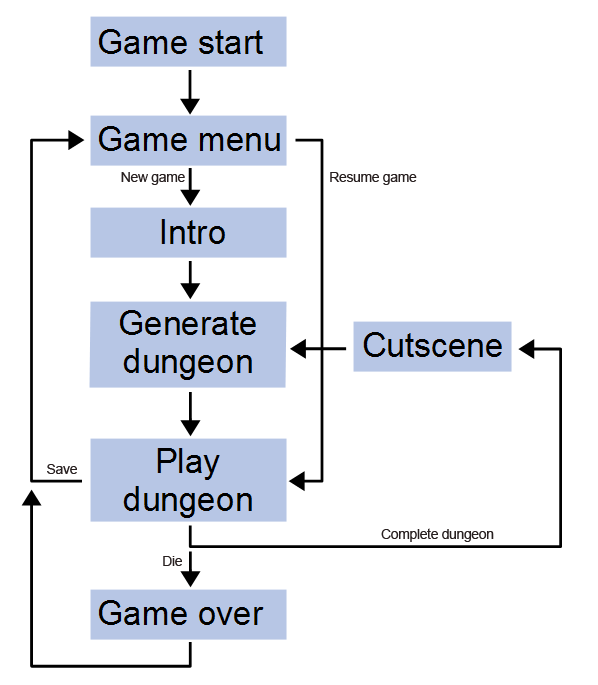 Game start
Game menu
New game
Resume game
Intro
Generate
dungeon
Cutscene
Play
dungeon
Save
Complete dungeon
Die
Game over